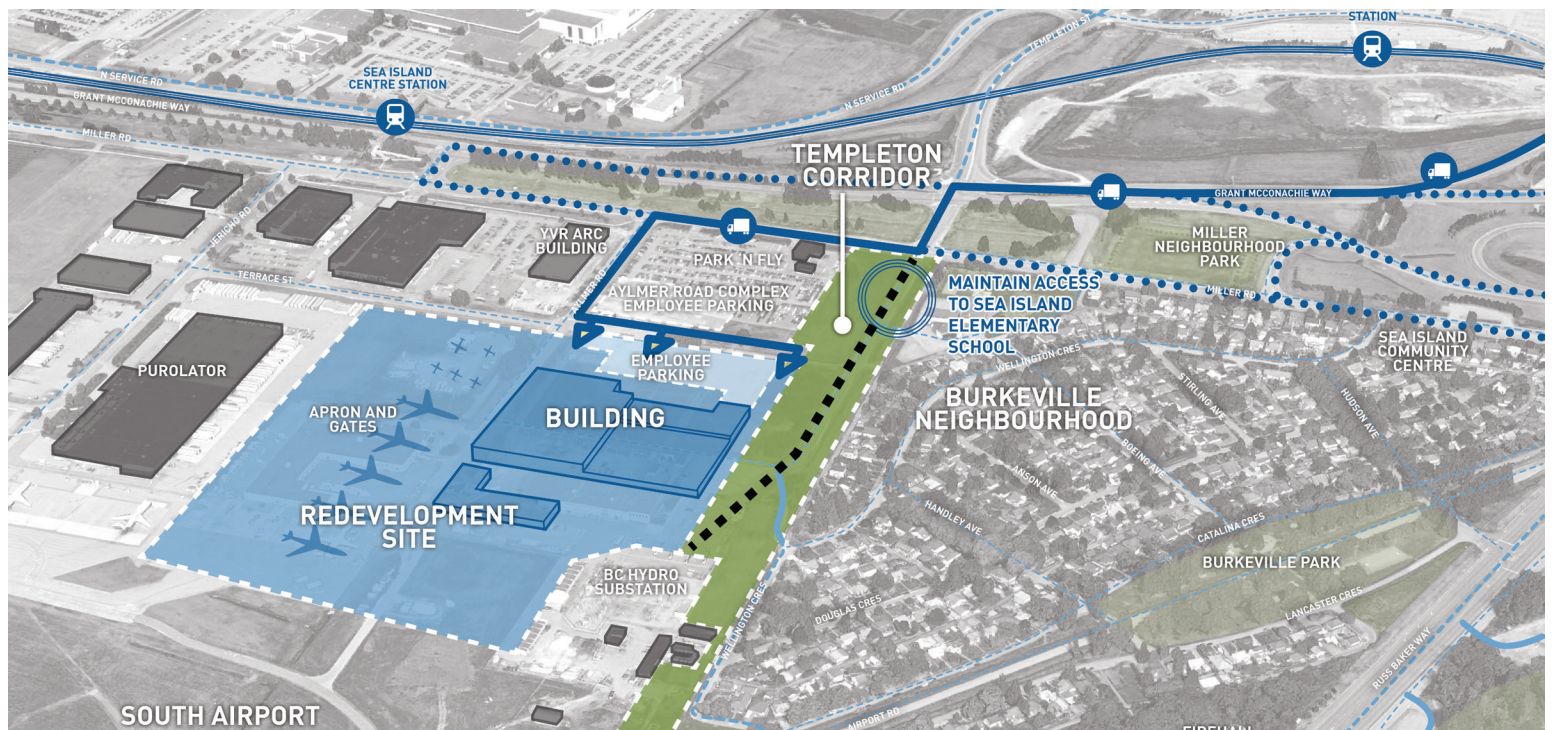 STATION
TEMPLETON ST
SEA ISLAND
CENTRE STATION
N SERVICE RD
N SERVICE RD
GRANT MCCONACHIE WAY
MILLER RD
TEMPLETON
CORRIDOR
GRANT MCCONACHIE WAY
JERICHO RD
YVR ARC
BUILDING
PARK 'N FLY
MILLER
NEIGHBOURHOOD
PARK
TERRACE ST
AYLMER RD
AYLMER ROAD COMPLEX
EMPLOYEE PARKING
MAINTAIN ACCESS
TO SEA ISLAND
ELEMENTARY
SCHOOL
MILLER RD
SEA ISLAND
COMMUNITY
CENTRE
PUROLATOR
EMPLOYEE
PARKING
WELLINGTON CRES
STIRLING AVE
HUDSON AVE
APRON AND
GATES
BUILDING
BURKEVILLE
NEIGHBOURHOOD
BOEING AVE
ANSON AVE
HANDLEY AVE
REDEVELOPMENT
SITE
CATALINA CRES
BURKEVILLE PARK
BC HYDRO
SUBSTATION
DOUGLAS CRES
LANCASTER CRES
WELLINGTON CRES
RUSS BAKER WAY
SOUTH AIRPORT
AIRPORT RD